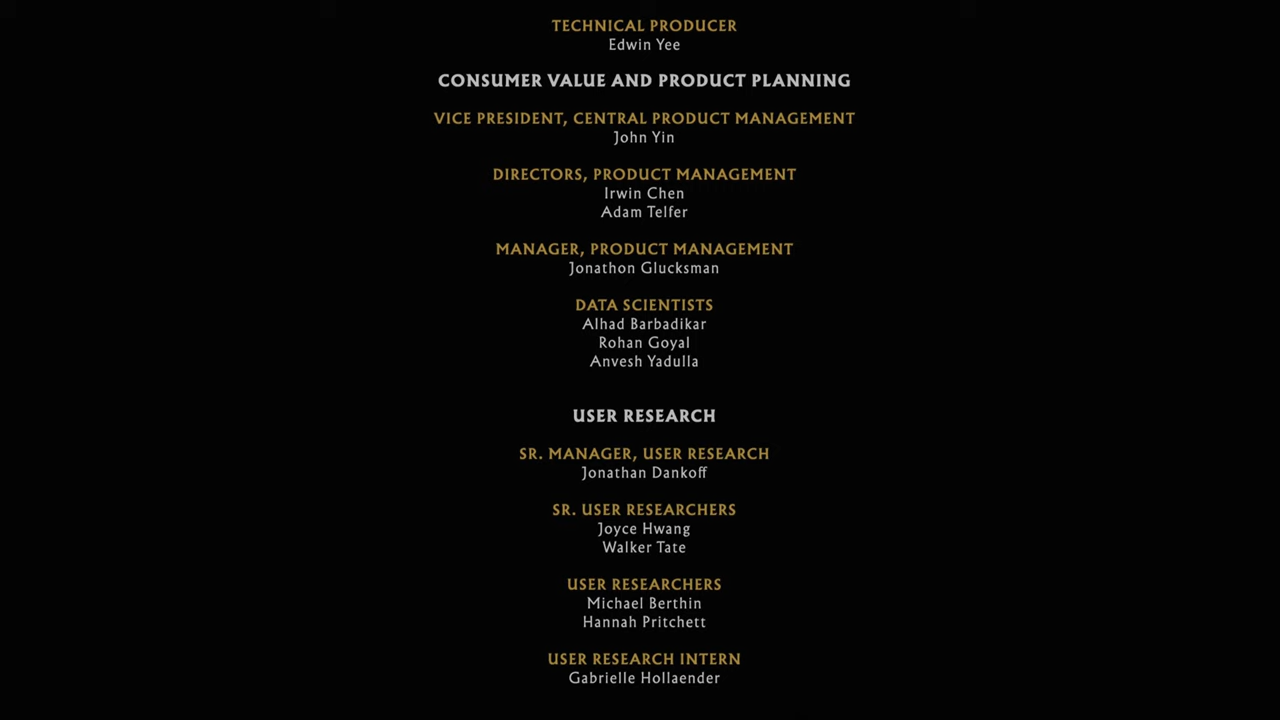 TECHNICAL PRODUCER
Edwin Yee
CONSUMER VALUE AND PRODUCT PLANNING
VICE PRESIDENT, CENTRAL PRODUCT MANAGEMENT
John Yin
DIRECTORS, PRODUCT MANAGEMENT
Irwin Chen
Adam Telfer
MANAGER, PRODUCT MANAGEMENT
Jonathon Glucksman
DATA SCIENTISTS
Alhad Barbadikar
Rohan Goyal
Anvesh Yadulla
USER RESEARCH
SR. MANAGER, USER RESEARCH
Jonathan Dankoff
SR. USER RESEARCHERS
Joyce Hwang
Walker Tate
USER RESEARCHERS
Michael Berthin
Hannah Pritchett
USER RESEARCH INTERN
Gabrielle Hollaender